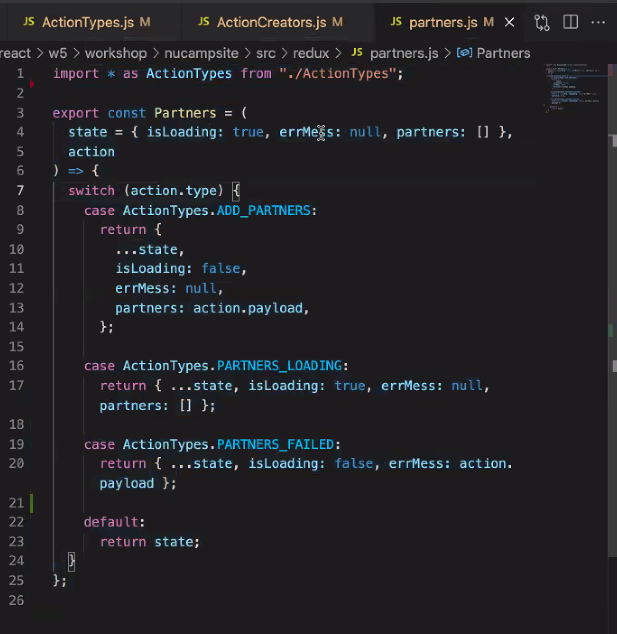 JS ActionTypes.js M JS ActionCreators.js M JS partners.js M
react > w5 > workshop > nucampsite > src > redux > JS partners.js > Partners
1 import * as ActionTypes from "./ActionTypes";
2
3 export const Partners = (
4 state = { isLoading: true, errMess: null, partners: [] },
5 action
6 ) => {
7 switch (action.type) {
8 case ActionTypes.ADD_PARTNERS:
9 return {
10 ...state,
11 isLoading: false,
12 errMess: null,
13 partners: action.payload,
14 };
15
16 case ActionTypes.PARTNERS_LOADING:
17 return { ...state, isLoading: true, errMess: null,
partners: [] };
18
19 case ActionTypes.PARTNERS_FAILED:
20 return { ...state, isLoading: false, errMess: action.
payload };
21
22 default:
23 return state;
24 }
25 };
26